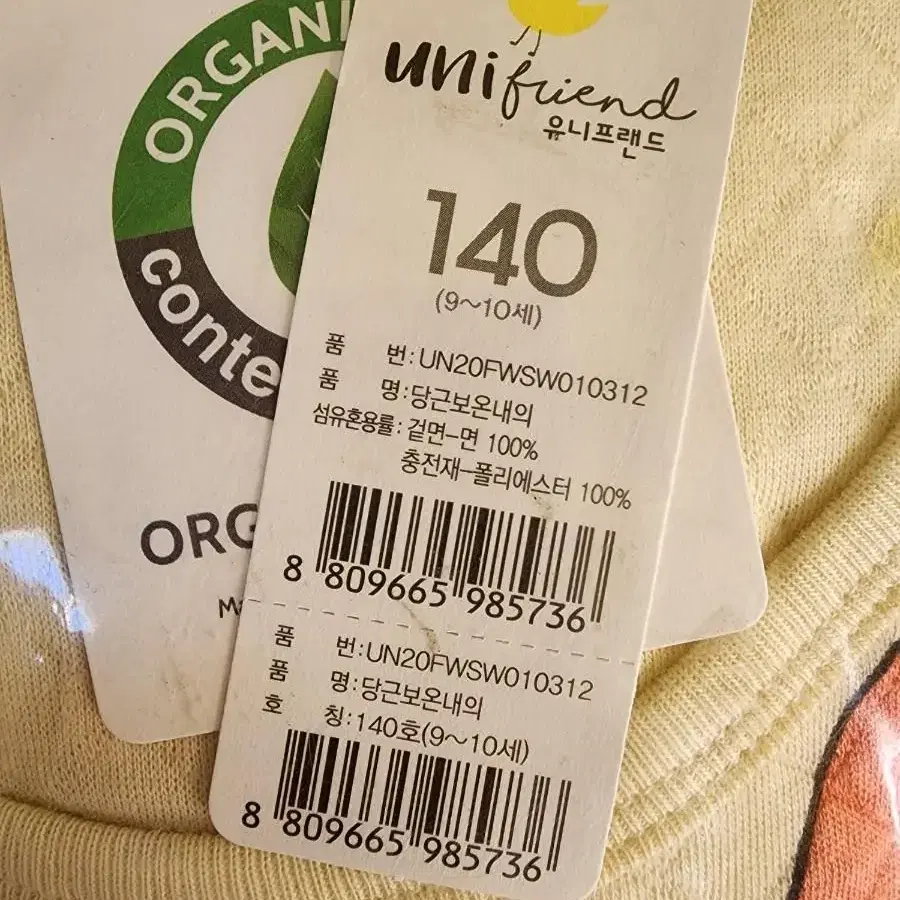 ORGANI
conte
ORG
M
unifriend
유니프랜드
140
(9~10세)
품 번:UN20FWSW010312
품 명:당근보온내의
섬유혼용률:겉면-면 100%
충전재-폴리에스터 100%
8 809665 985736
품 번:UN20FWSW010312
품 명:당근보온내의
호 칭:140호(9~10세)
8 809665 985736